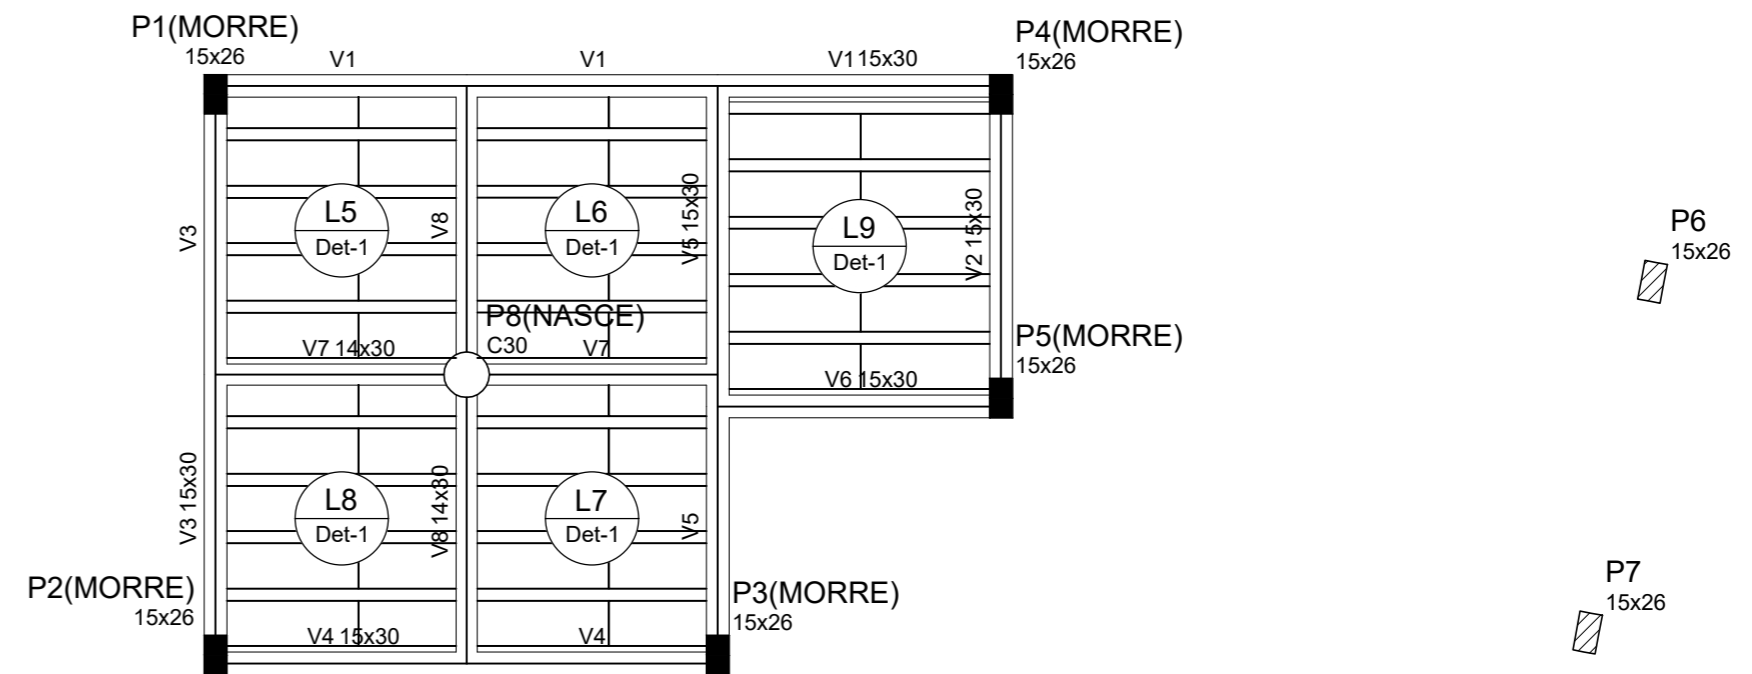 P1(MORRE)
15x26
V1
V1
V1 15x30
P4(MORRE)
15x26
L5
Det-1
V8
L6
Det-1
V5 15x30
L9
Det-1
V2 15x30
V3
P6
15x26
P8(NASCE)
C30
V7 14x30
V7
V6 15x30
P5(MORRE)
15x26
V3 15x30
L8
Det-1
V8 14x30
L7
Det-1
V5
P2(MORRE)
15x26
V4 15x30
V4
P3(MORRE)
15x26
P7
15x26